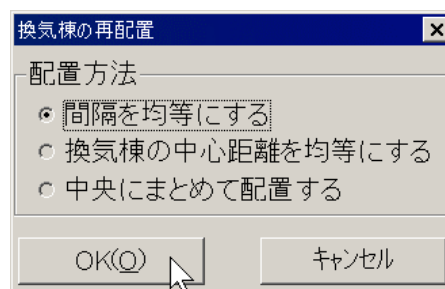 換気棟の再配置
配置方法
間隔を均等にする
換気棟の中心距離を均等にする
中央にまとめて配置する
OK(O)
キャンセル